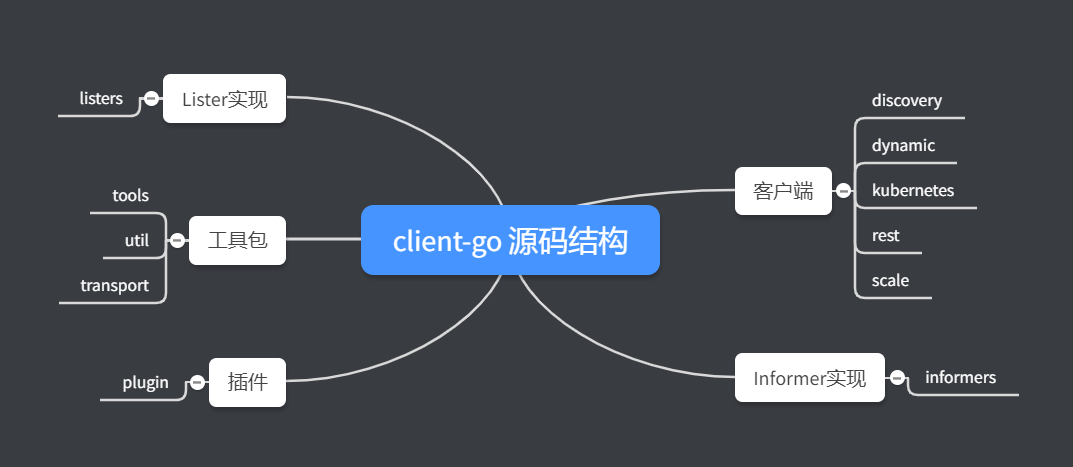 client-go 源码结构
客户端
discovery
dynamic
kubernetes
rest
scale
Informer实现
informers
Lister实现
listers
工具包
tools
util
transport
插件
plugin